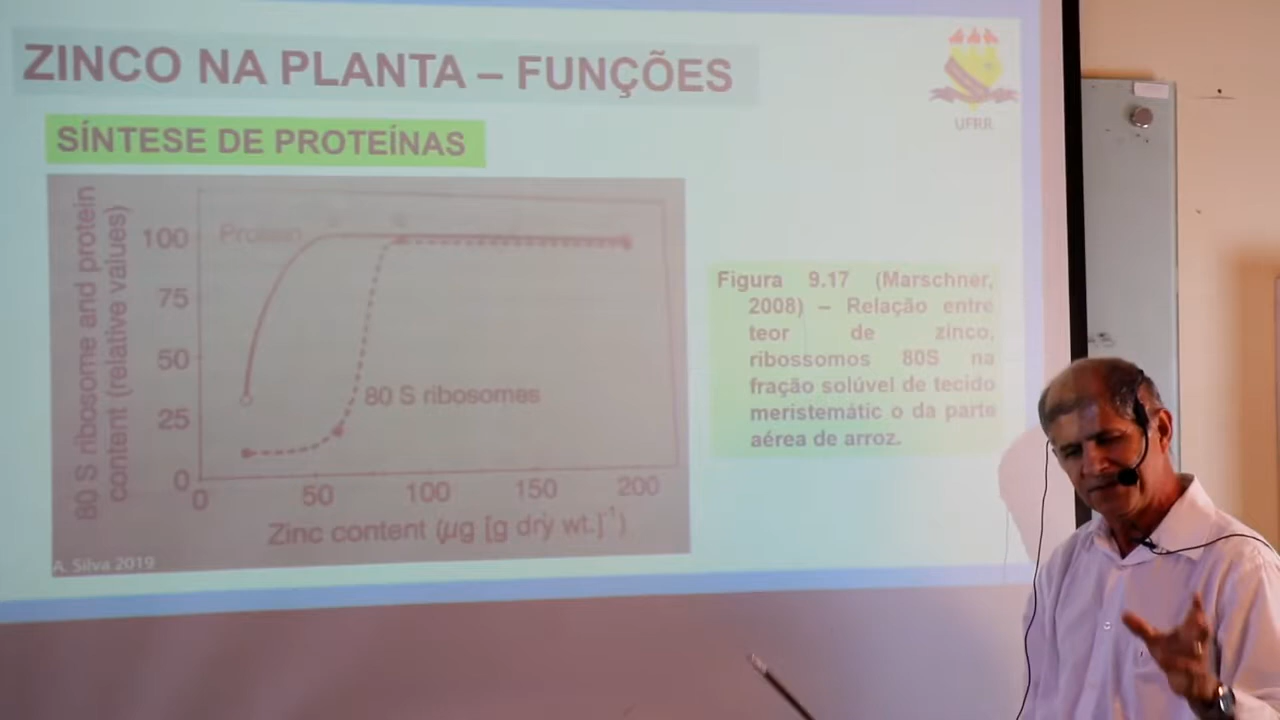 ZINCO NA PLANTA – FUNÇÕES
UFRR
SÍNTESE DE PROTEÍNAS
80 S ribosome and protein
content (relative values)
Protein
100
75
50
25
0
80 S ribosomes
0 50 100 150 200
Zinc content (µg [g dry wt.]⁻¹)
A. Silva 2019
Figura 9.17 (Marschner,
2008) – Relação entre
teor de zinco,
ribossomos 80S na
fração solúvel de tecido
meristemátic o da parte
aérea de arroz.